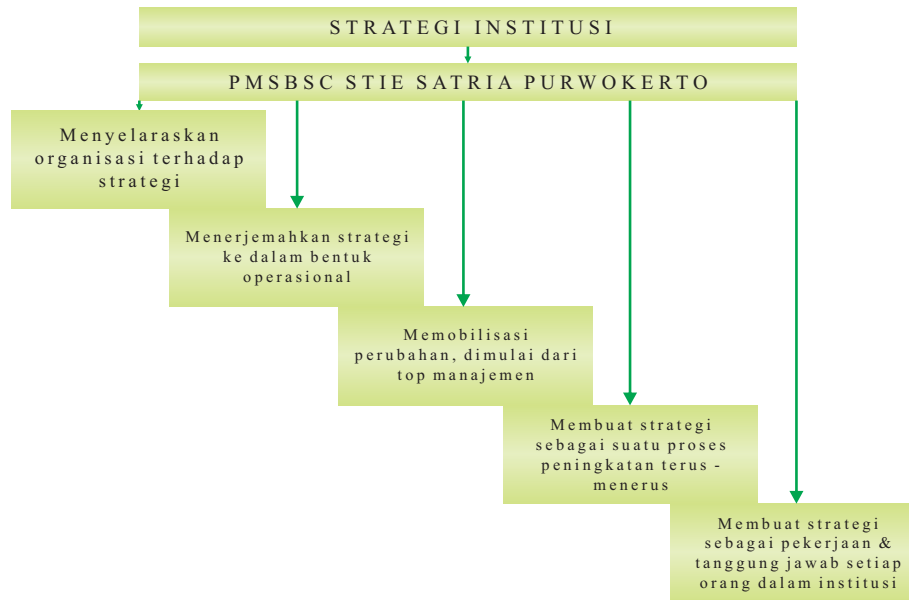 STRATEGI INSTITUSI
PMSBSC STIE SATRIA PURWOKERTO
Menyelaraskan
organisasi terhadap
strategi
Menerjemahkan strategi
ke dalam bentuk
operasional
Memobilisasi
perubahan, dimulai dari
top manajemen
Membuat strategi
sebagai suatu proses
peningkatan terus -
menerus
Membuat strategi
sebagai pekerjaan &
tanggung jawab setiap
orang dalam institusi